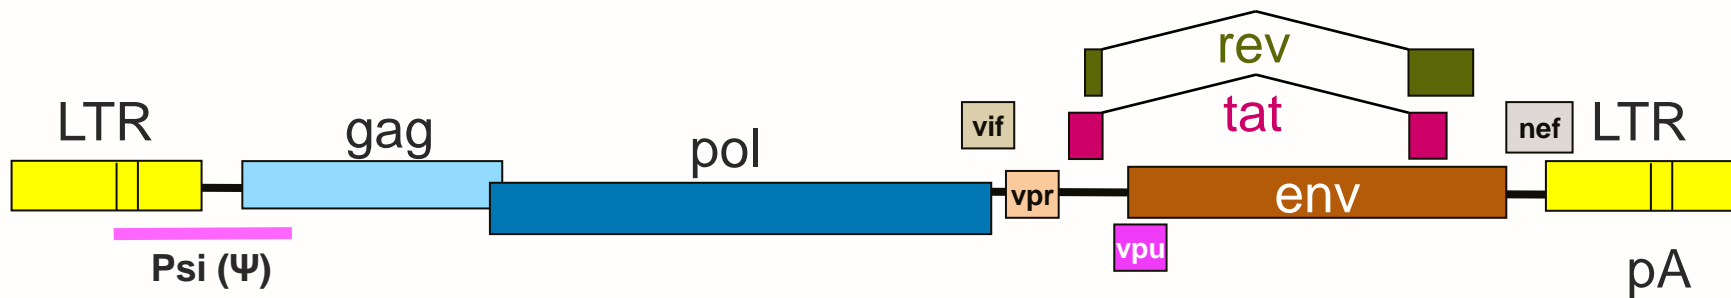 rev
LTR
gag
pol
vif
tat
nef
LTR
vpr
env
vpu
Psi (Ψ)
pA